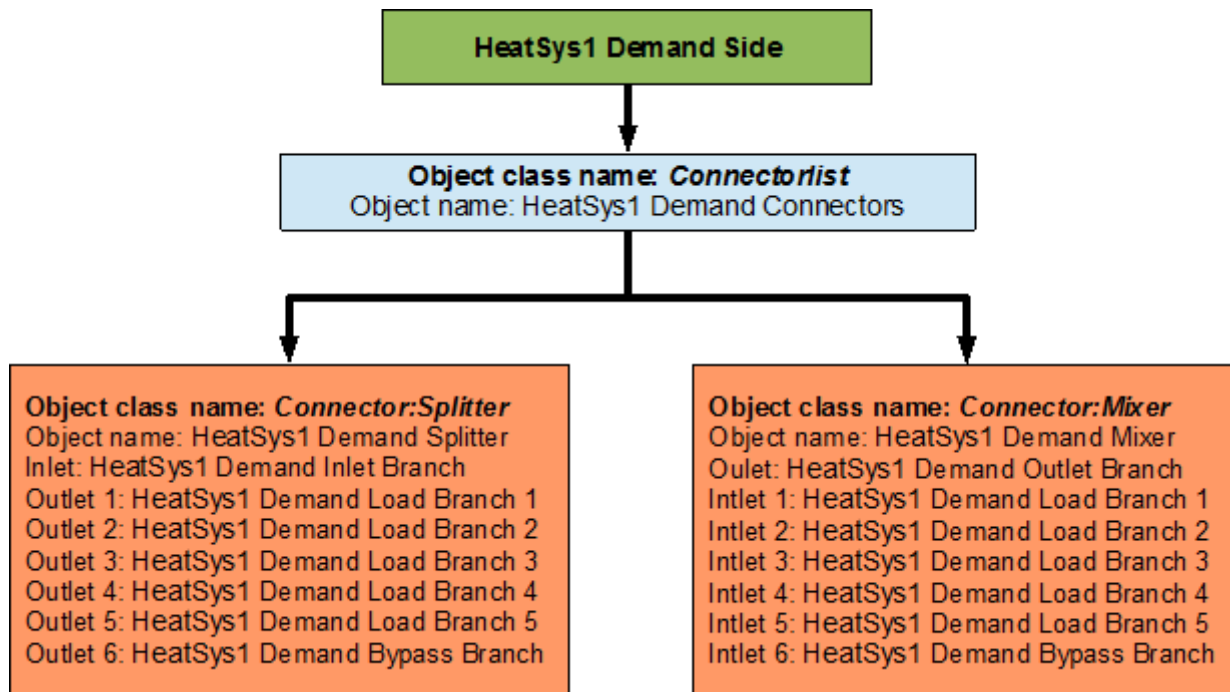 HeatSys1 Demand Side
Object class name: Connectorlist
Object name: HeatSys1 Demand Connectors
Object class name: Connector:Splitter
Object name: HeatSys1 Demand Splitter
Inlet: HeatSys1 Demand Inlet Branch
Outlet 1: HeatSys1 Demand Load Branch 1
Outlet 2: HeatSys1 Demand Load Branch 2
Outlet 3: HeatSys1 Demand Load Branch 3
Outlet 4: HeatSys1 Demand Load Branch 4
Outlet 5: HeatSys1 Demand Load Branch 5
Outlet 6: HeatSys1 Demand Bypass Branch
Object class name: Connector:Mixer
Object name: HeatSys1 Demand Mixer
Oulet: HeatSys1 Demand Outlet Branch
Intlet 1: HeatSys1 Demand Load Branch 1
Intlet 2: HeatSys1 Demand Load Branch 2
Intlet 3: HeatSys1 Demand Load Branch 3
Intlet 4: HeatSys1 Demand Load Branch 4
Intlet 5: HeatSys1 Demand Load Branch 5
Intlet 6: HeatSys1 Demand Bypass Branch